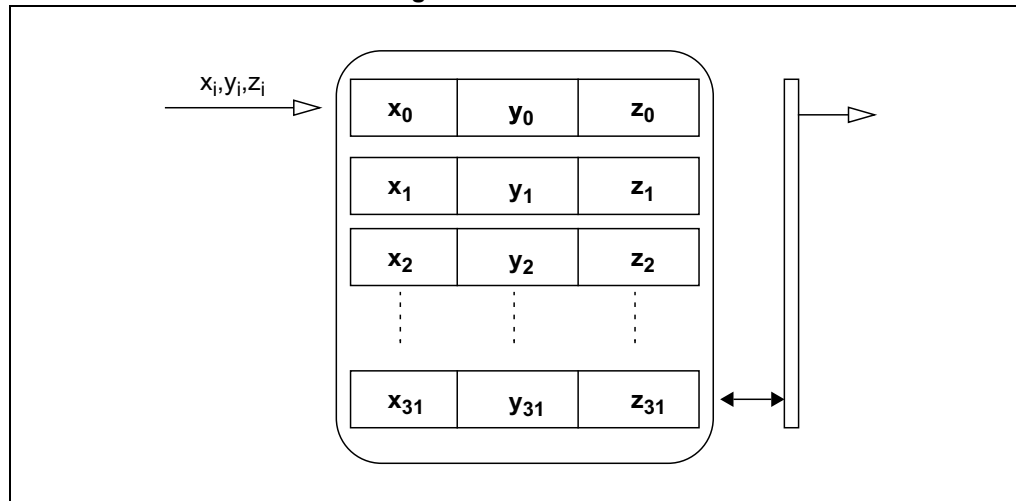 xᵢ,yᵢ,zᵢ
x₀ y₀ z₀
x₁ y₁ z₁
x₂ y₂ z₂
x₃₁ y₃₁ z₃₁